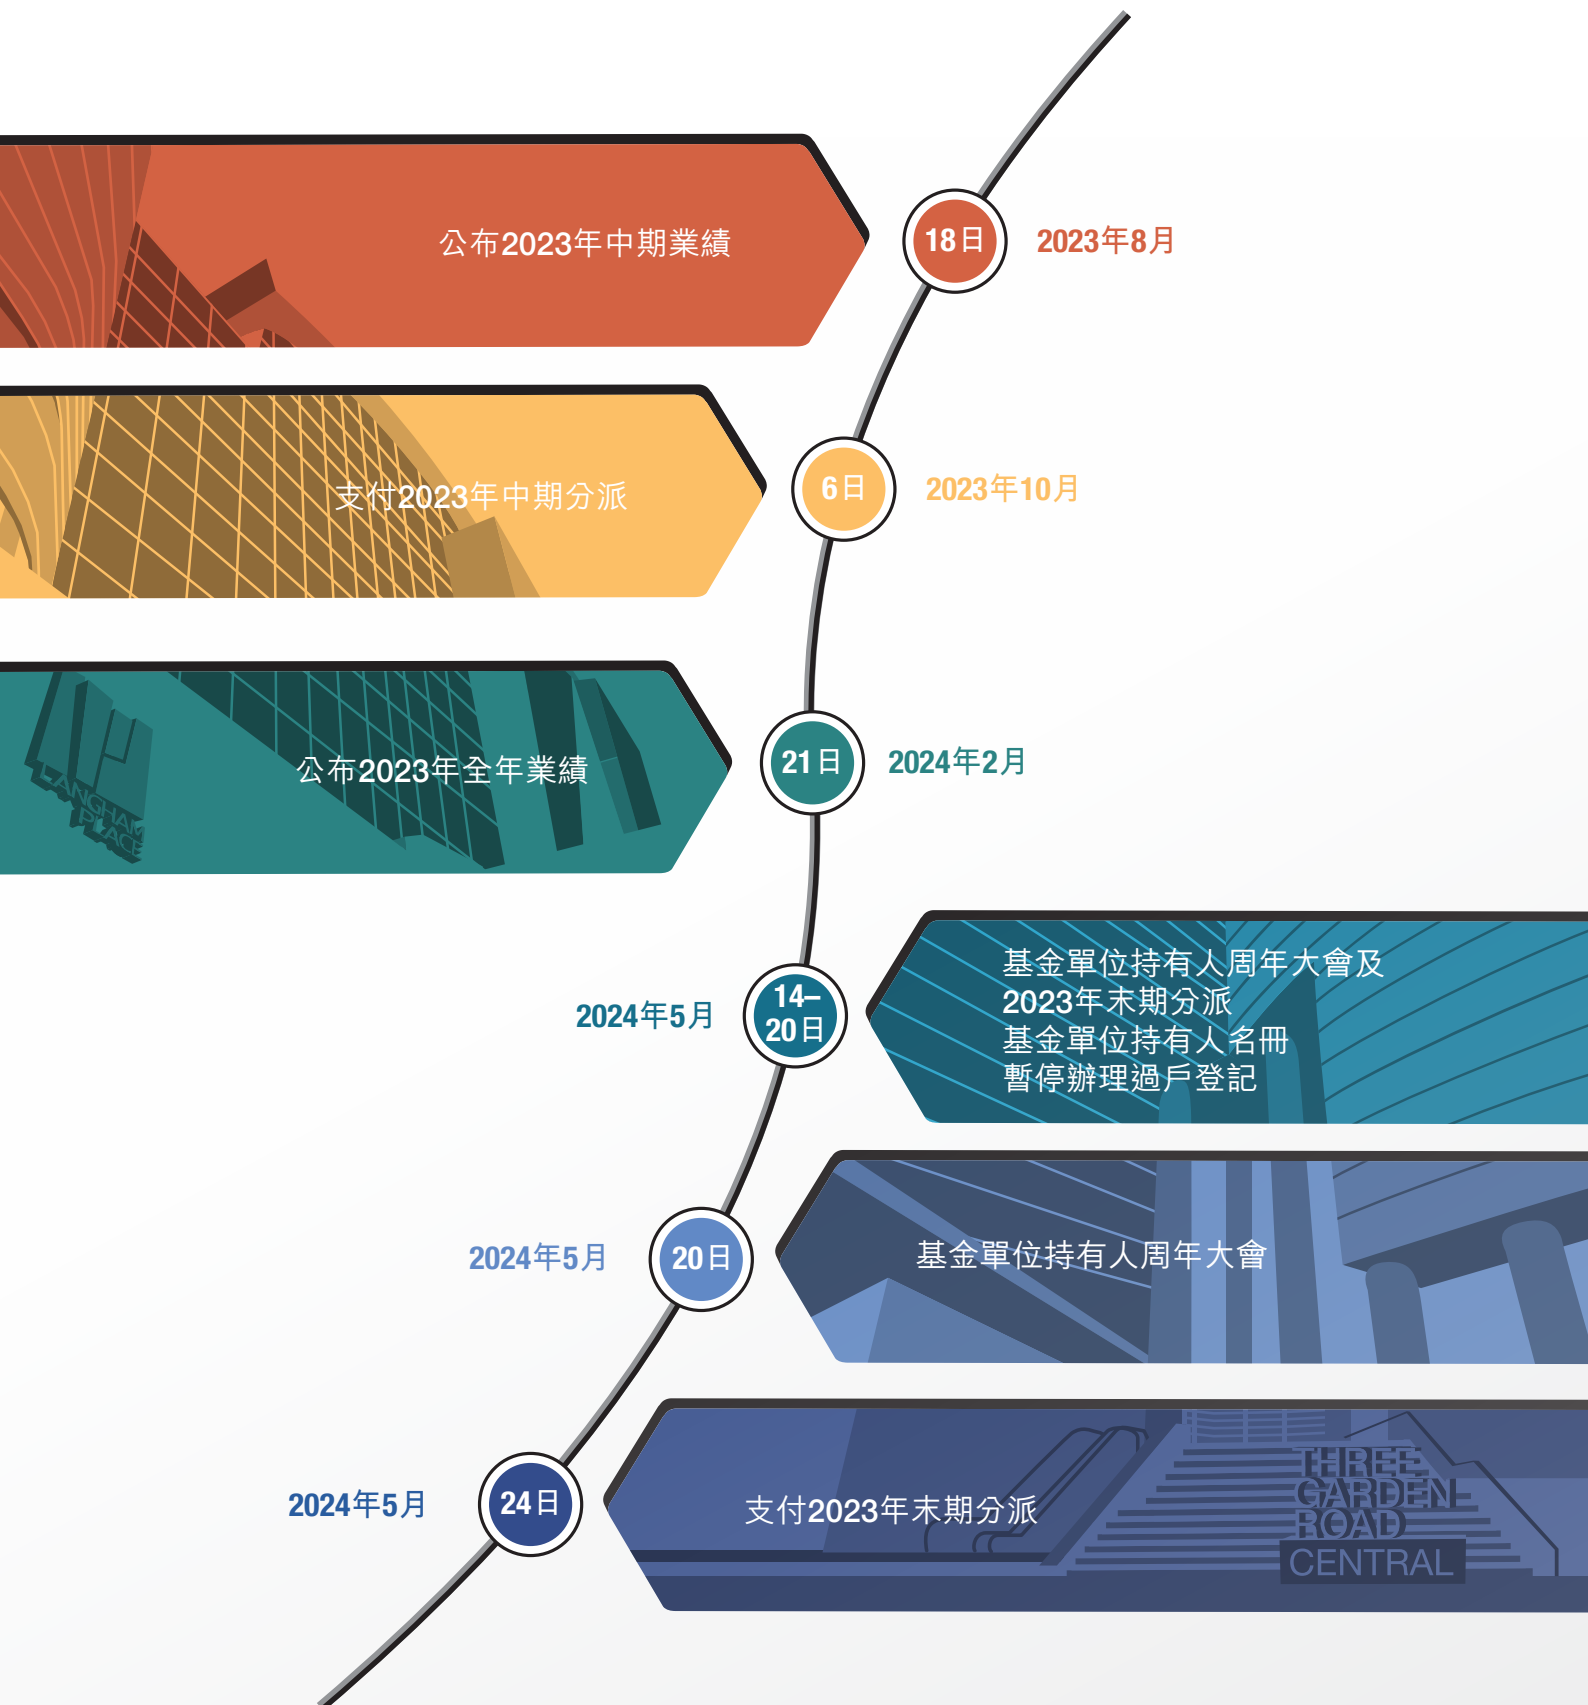 公布2023年中期業績
18日
2023年8月
支付2023年中期分派
6日
2023年10月
公布2023年全年業績
21日
2024年2月
LANGHAM
PLACE
2024年5月
14–
20日
基金單位持有人周年大會及
2023年末期分派
基金單位持有人名冊
暫停辦理過戶登記
2024年5月
20日
基金單位持有人周年大會
2024年5月
24日
支付2023年末期分派
THREE
GARDEN
ROAD
CENTRAL